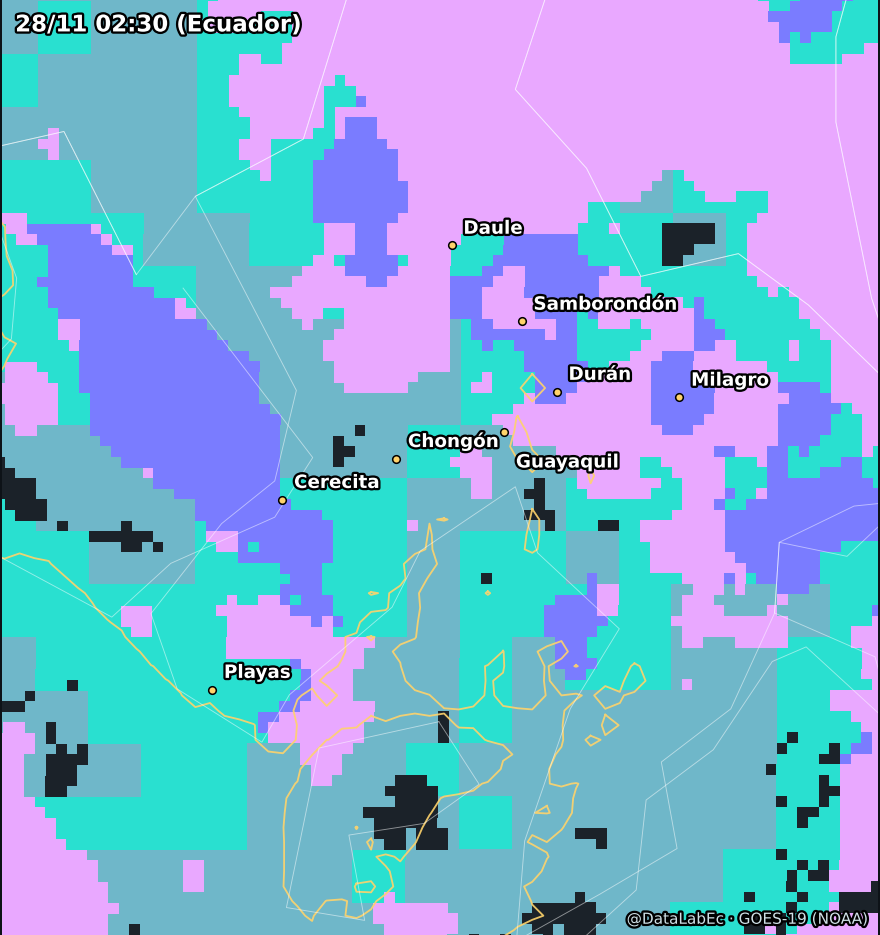 28/11 02:30 (Ecuador)
Daule
Samborondón
Durán
Milagro
Chongón
Guayaquil
Cerecita
Playas
@DataLabEc · GOES-19 (NOAA)